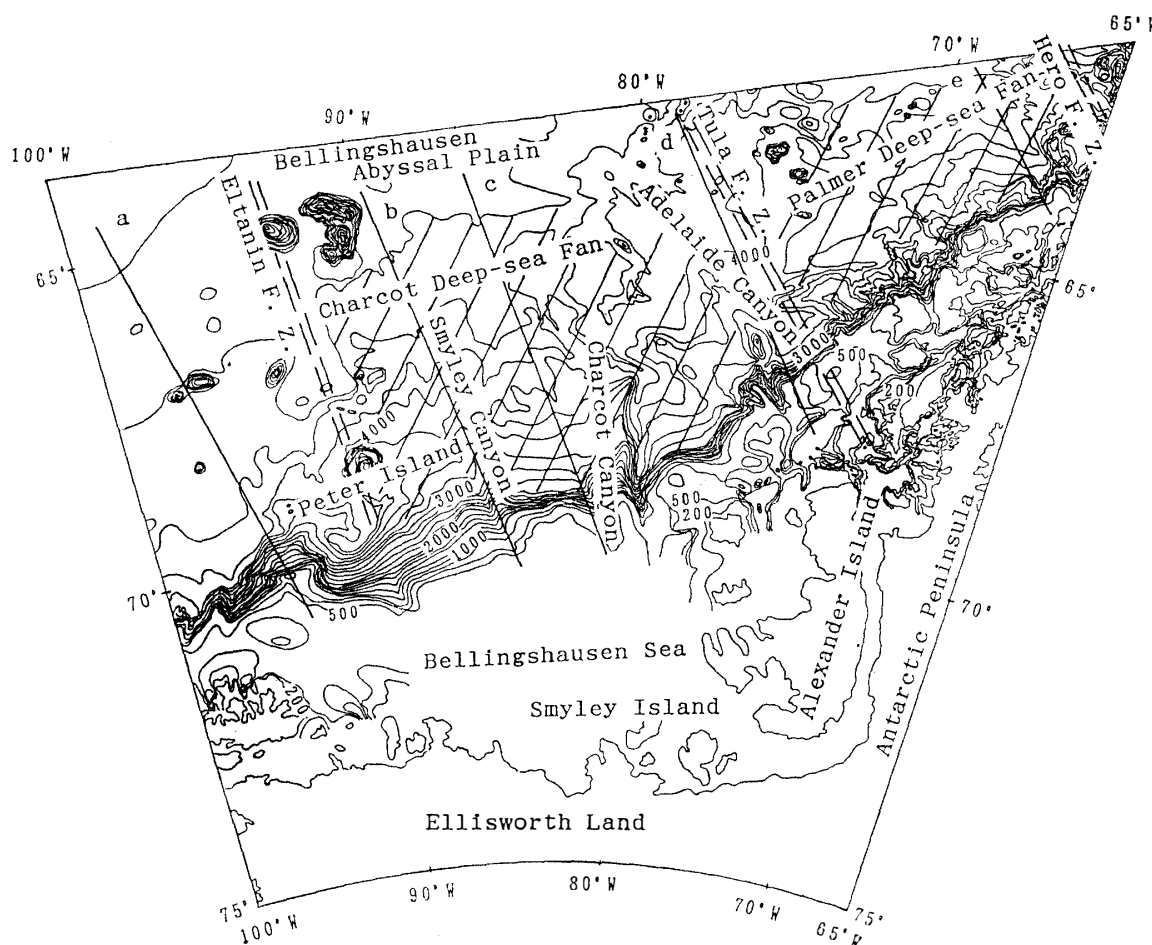 65°W
70°W
80°W
90°W
100°W
Hero F. Z.
e
Palmer Deep-sea Fan
Tula F. Z.
d
Bellingshausen
Abyssal Plain
c
b
a
Eltanin F. Z.
Adelaide Canyon
4000
65°
65°
Charcot Deep-sea Fan
Smyley Canyon
Charcot Canyon
3000
500
200
4000
Peter Island
3000
2000
1000
500
200
70°
500
70°
Bellingshausen Sea
Smyley Island
Alexander Island
Antarctic Peninsula
Ellisworth Land
90°W
80°W
70°W
75°
100°W
75°
65°W